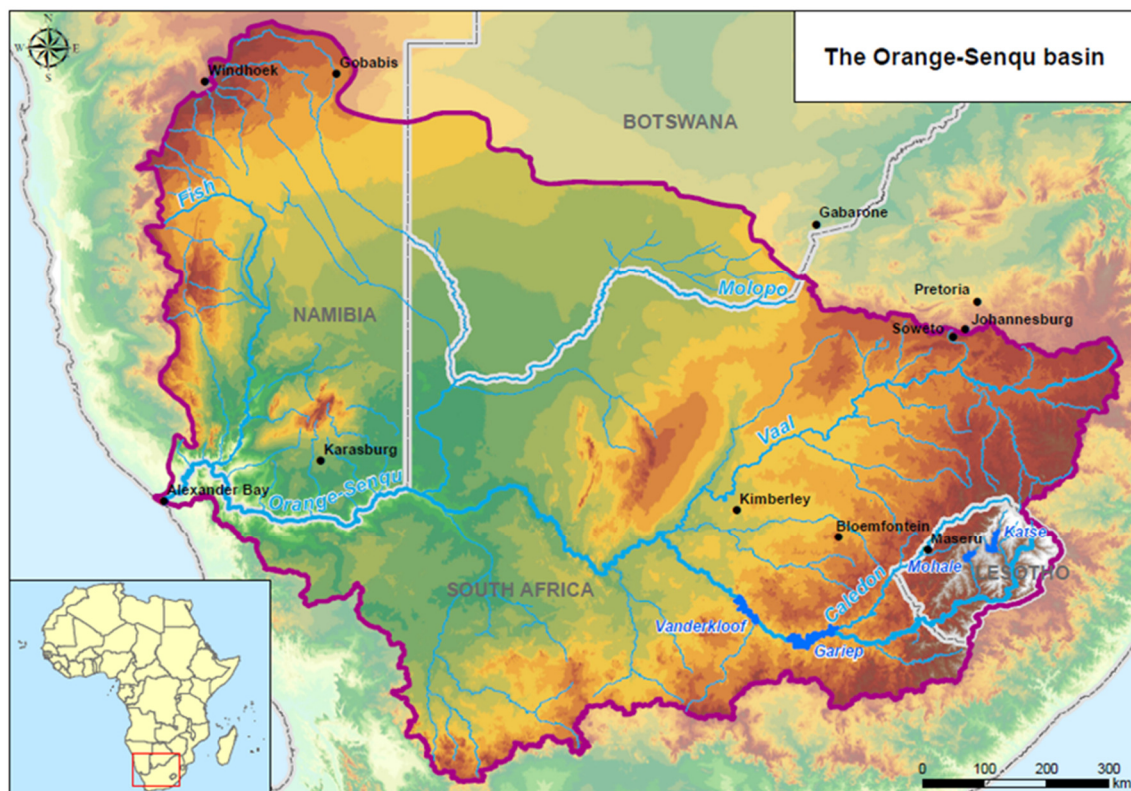 The Orange-Senqu basin
N
W
E
S
Windhoek
Gobabis
BOTSWANA
Fish
Gabarone
Molopo
Pretoria
NAMIBIA
Johannesburg
Soweto
Vaal
Karasburg
Orange-Senqu
Alexander Bay
Kimberley
Bloemfontein
Maseru
Katse
Mohale
LESOTHO
SOUTH AFRICA
Caledon
Vanderkloof
Gariep
0 100 200 300
km